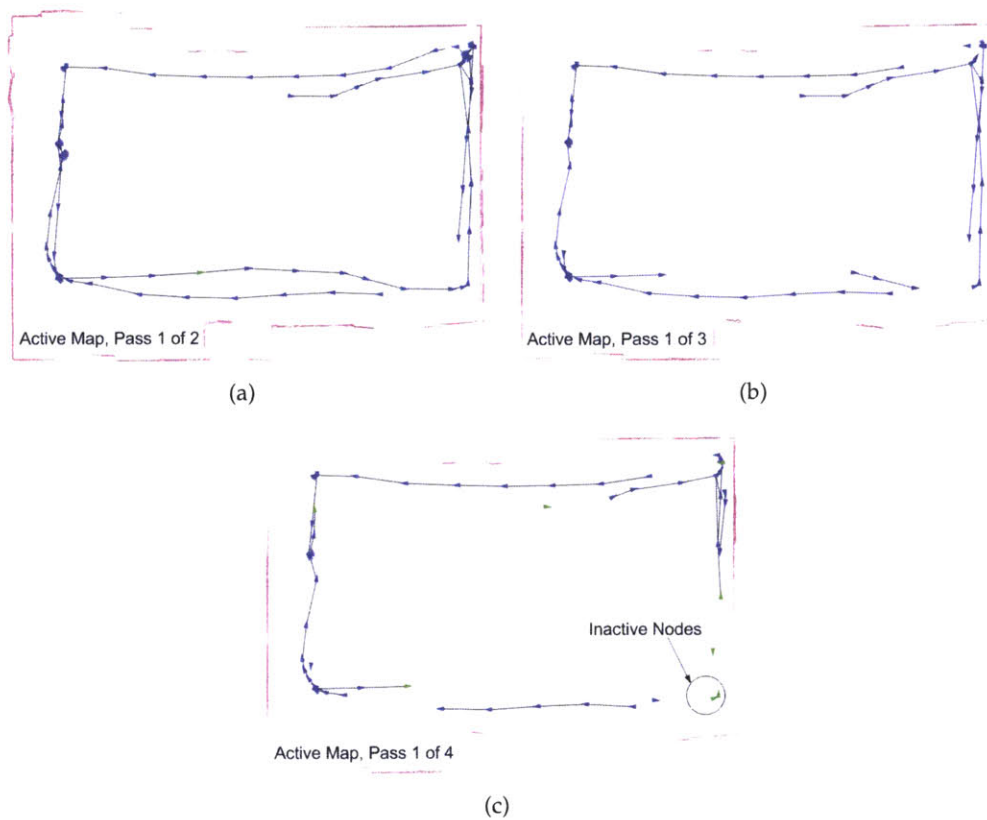 Active Map, Pass 1 of 2
Active Map, Pass 1 of 3
(a)
(b)
Inactive Nodes
Active Map, Pass 1 of 4
(c)